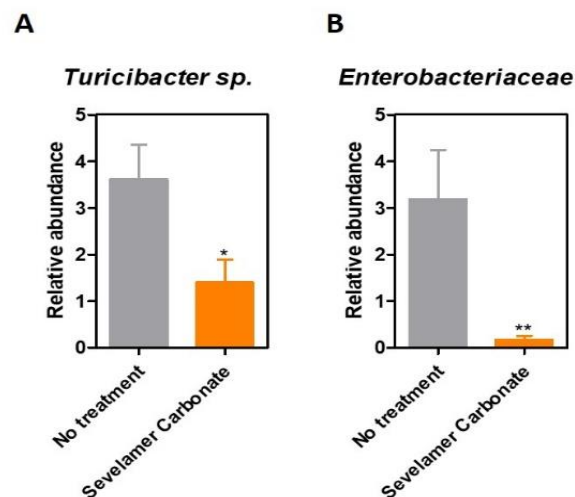 A
Turicibacter sp.
Relative abundance
5
4
3
2
1
0
*
No treatment
Sevelamer Carbonate
B
Enterobacteriaceae
Relative abundance
5
4
3
2
1
0
**
No treatment
Sevelamer Carbonate